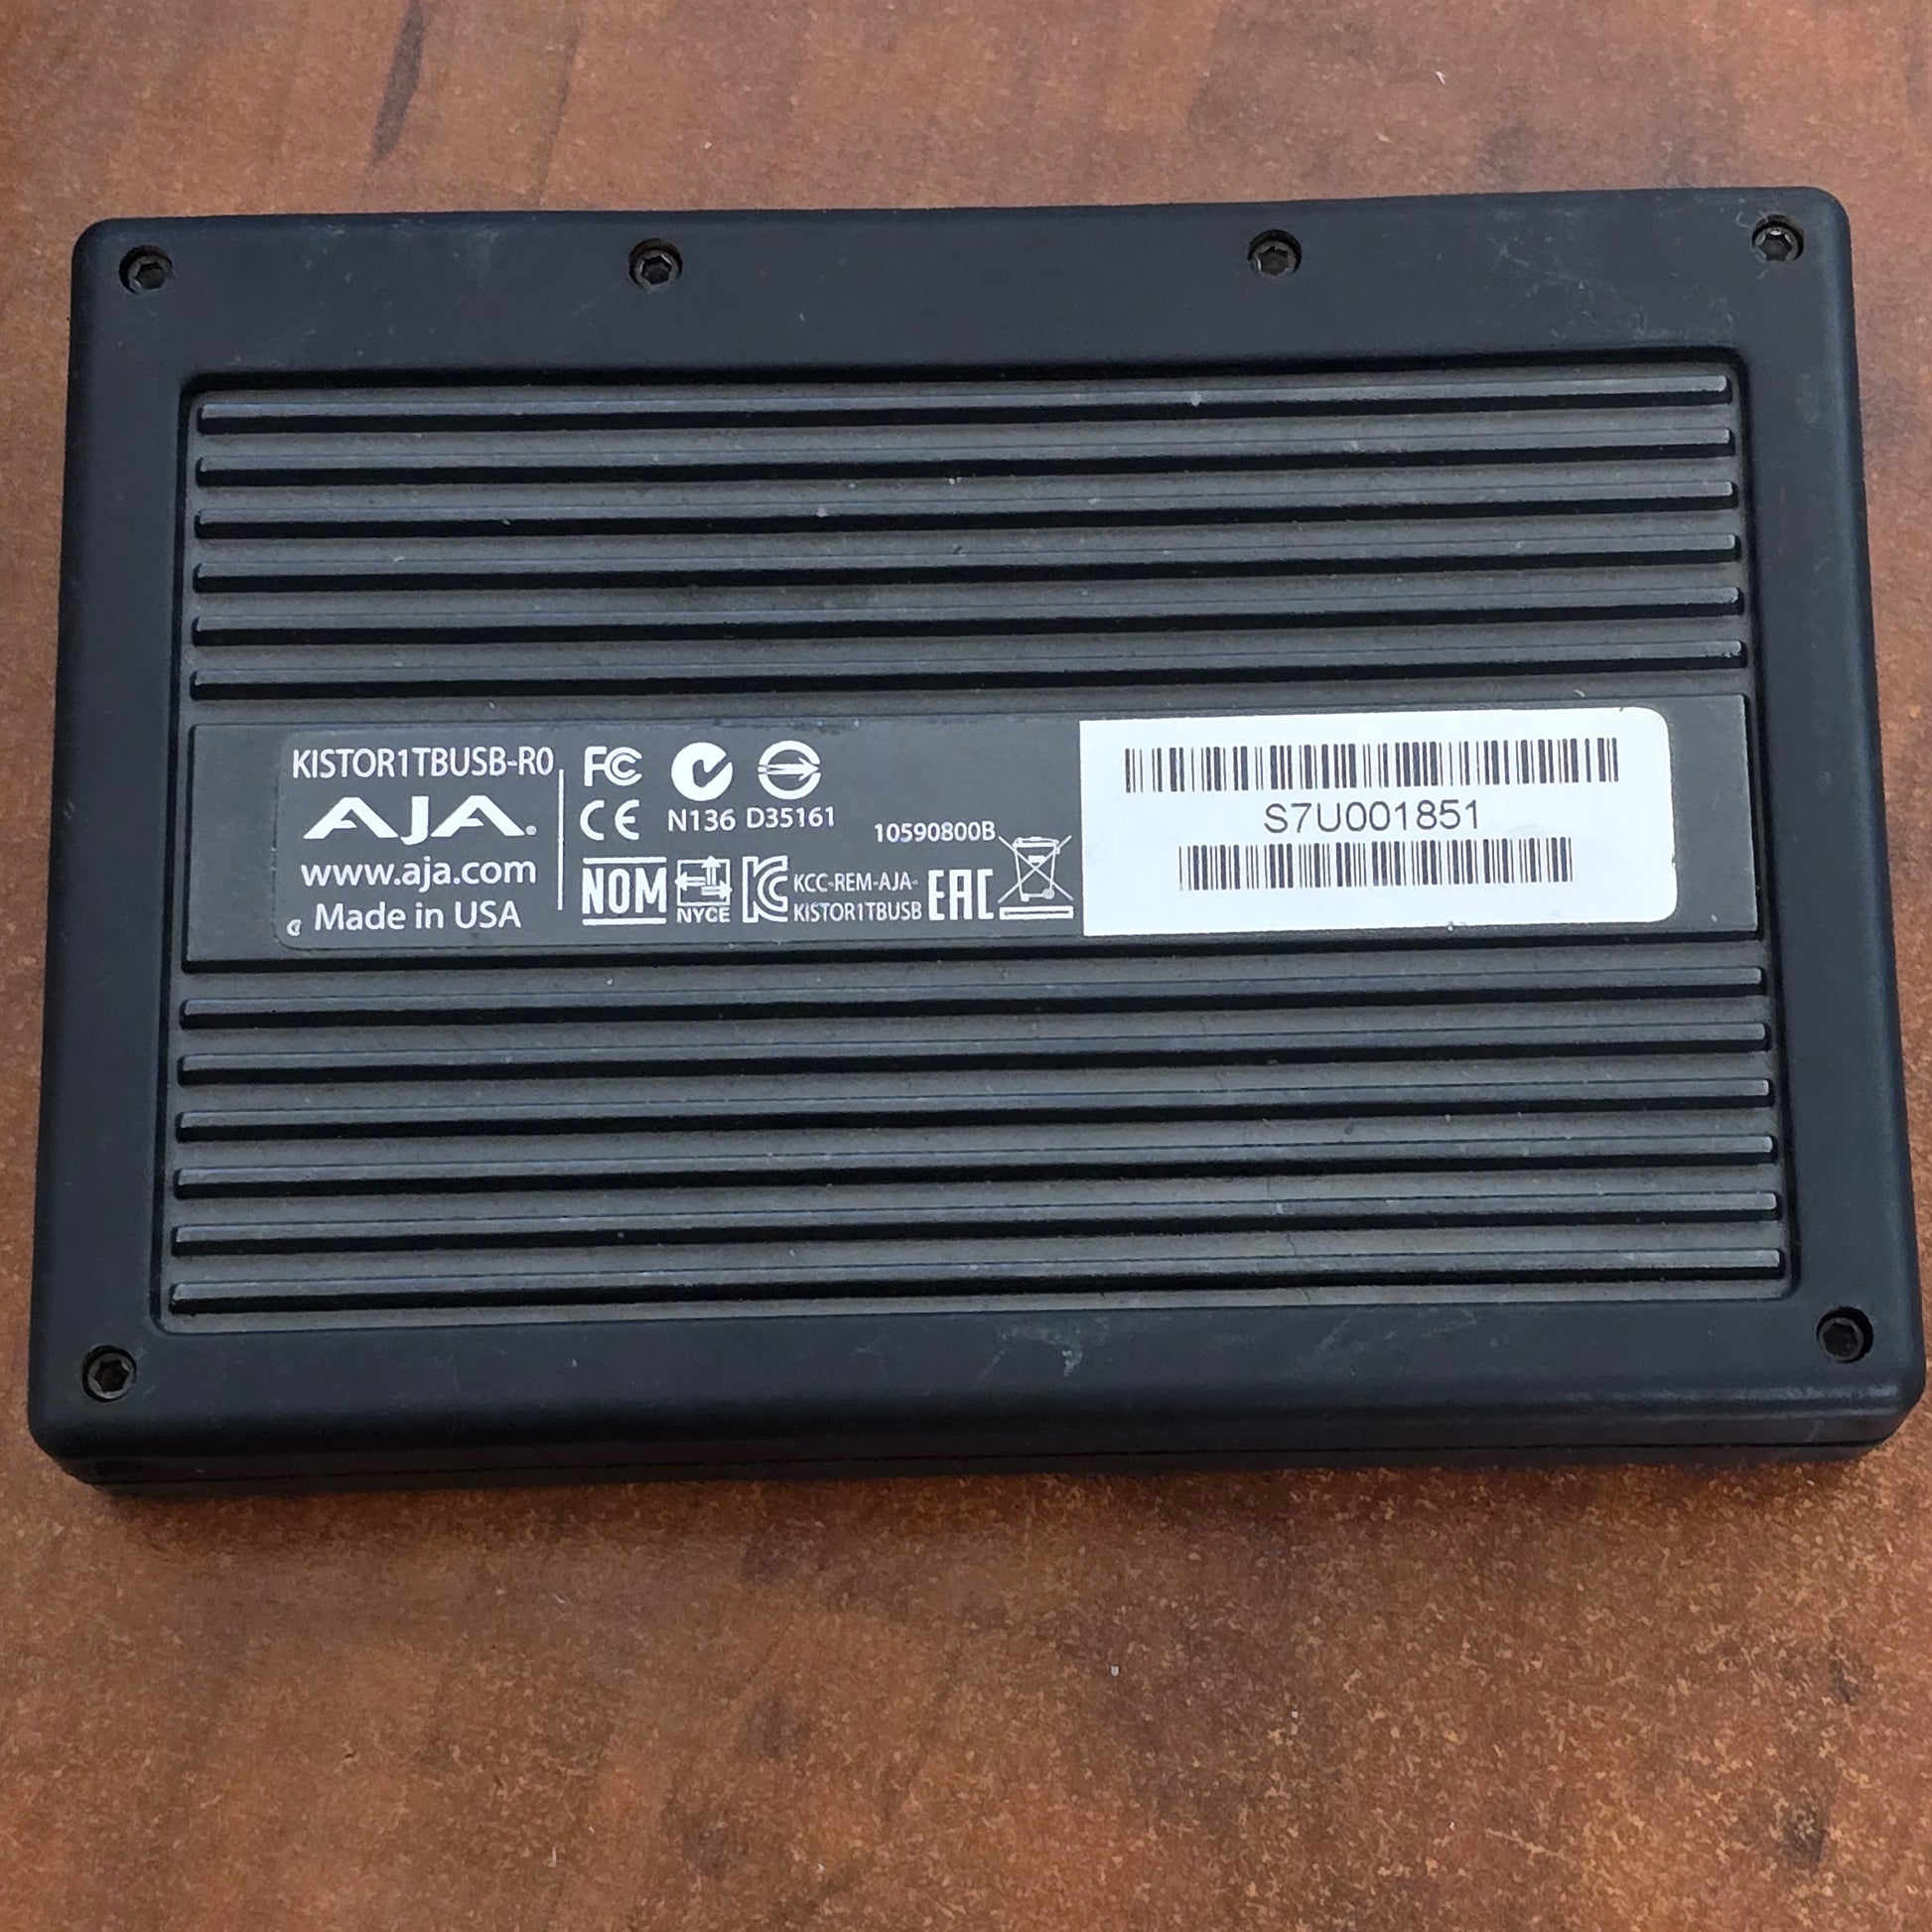 KISTOR1TBUSB-R0
AJA
www.aja.com
Made in USA
FC
CE
N136 D35161
10590800B
NOM
NYCE
KCC-REM-AJA-
KISTOR1TBUSB
EAC
S7U001851